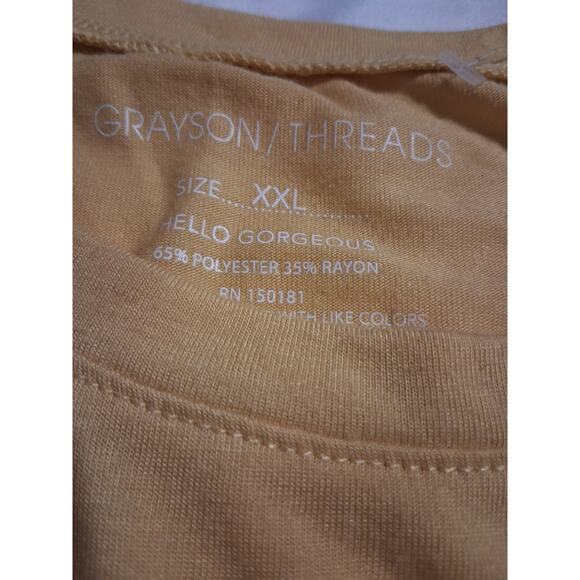 GRAYSON / THREADS
SIZE....XXL..........
HELLO GORGEOUS
65% POLYESTER 35% RAYON
RN 150181
WITH LIKE COLORS